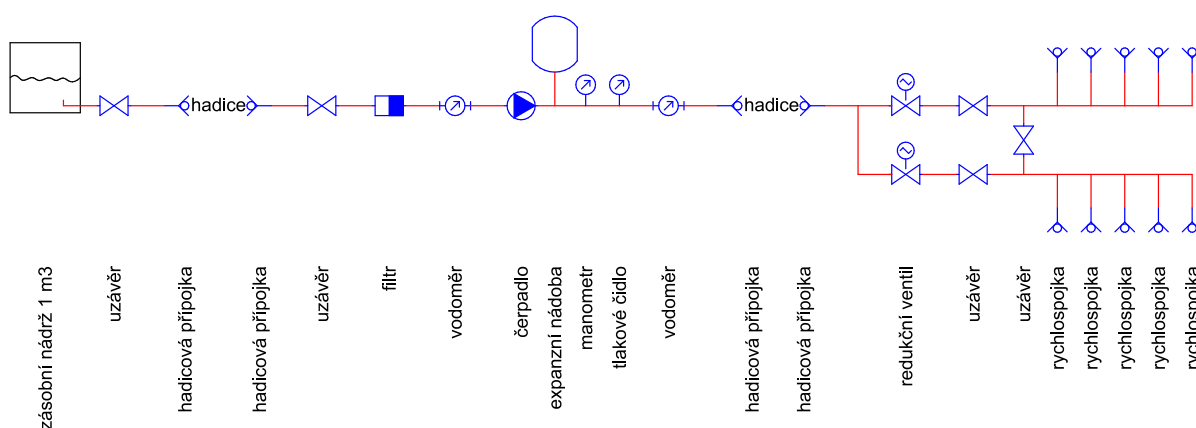 hadice
hadice
zásobní nádrž 1 m3
uzávěr
hadicová přípojka
hadicová přípojka
uzávěr
filtr
vodoměr
čerpadlo
expanzní nádoba
manometr
tlakové čidlo
vodoměr
hadicová přípojka
hadicová přípojka
redukční ventil
uzávěr
uzávěr
rychlospojka
rychlospojka
rychlospojka
rychlospojka
rychlospojka